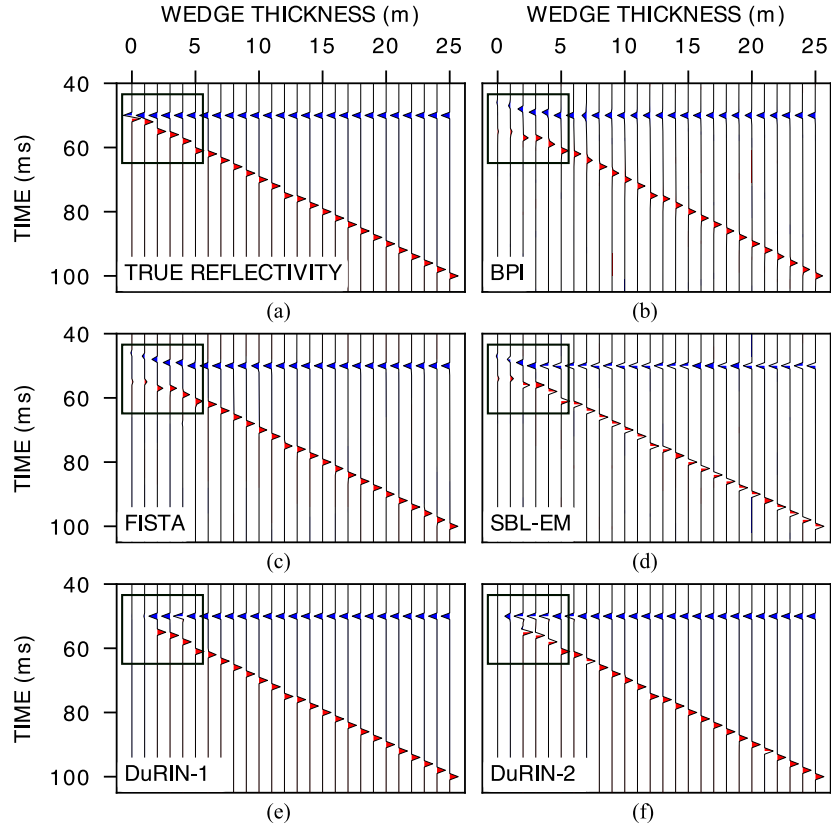 WEDGE THICKNESS (m) WEDGE THICKNESS (m)
0 5 10 15 20 25 0 5 10 15 20 25
40
60
80
100
TIME (ms)
TRUE REFLECTIVITY
BPI
(a) (b)
40
60
80
100
TIME (ms)
FISTA
SBL-EM
(c) (d)
40
60
80
100
TIME (ms)
DuRIN-1
DuRIN-2
(e) (f)